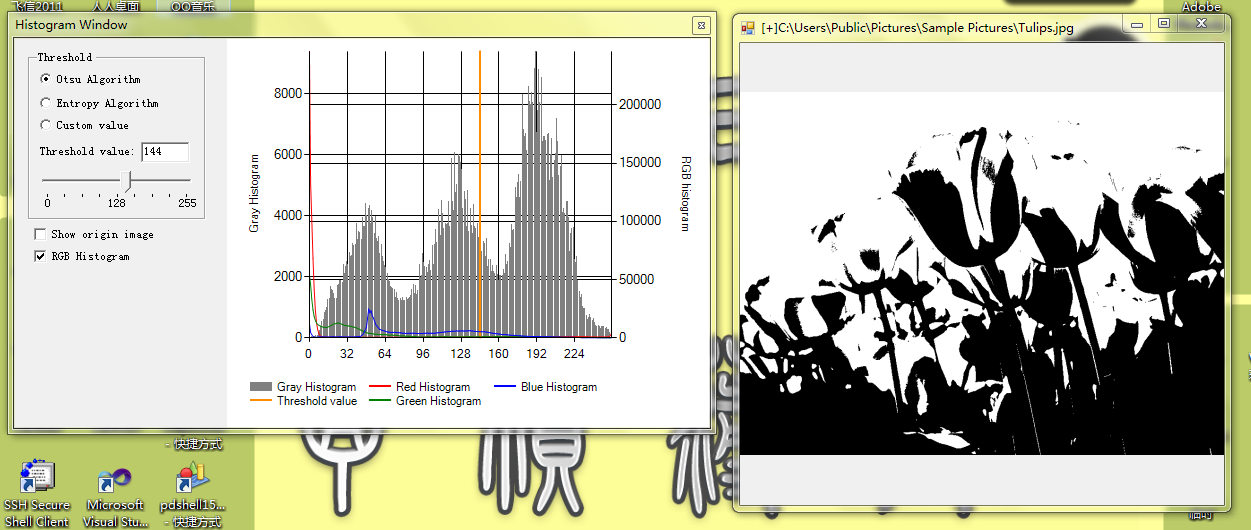 飞信2011
人人桌面
QQ音乐
Adobe
Histogram Window
Threshold
Otsu Algorithm
Entropy Algorithm
Custom value
Threshold value: 144
0 128 255
Show origin image
RGB Histogram
Gray Histogram
8000
6000
4000
2000
0
0 32 64 96 128 160 192 224
200000
150000
100000
50000
0
RGB histogram
Gray Histogram Red Histogram Blue Histogram
Threshold value Green Histogram
[+]C:\Users\Public\Pictures\Sample Pictures\Tulips.jpg
- 快捷方式
SSH Secure
Shell Client
Microsoft
Visual Stu...
pdshell15...
- 快捷方式